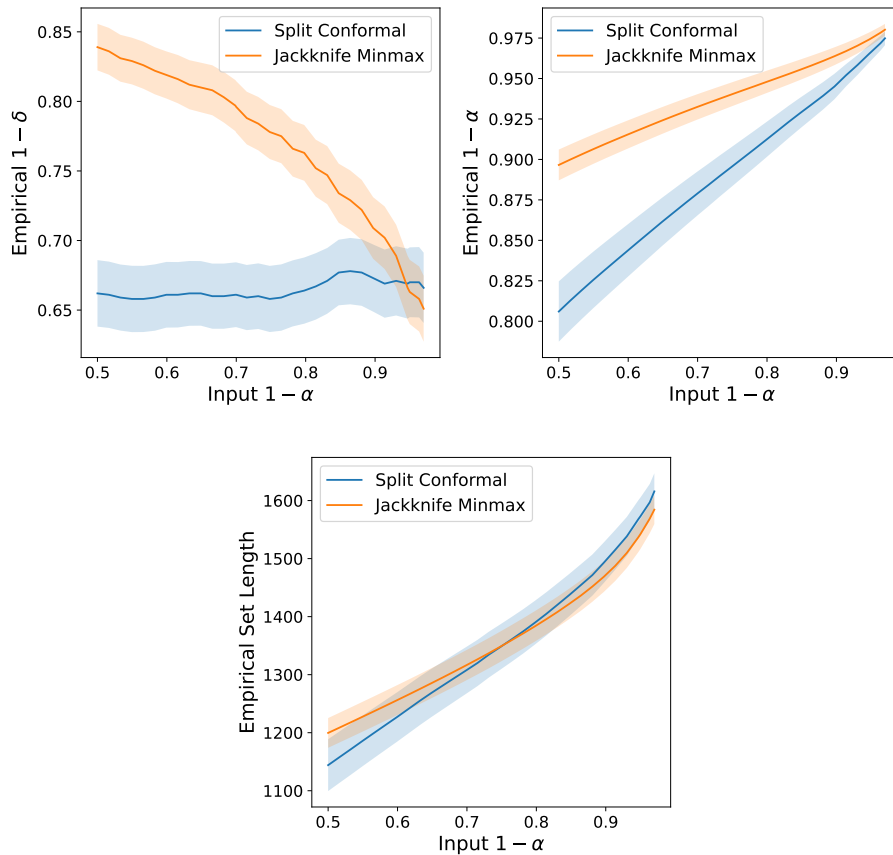 Split Conformal
Jackknife Minmax
0.85
0.80
0.75
0.70
0.65
Empirical 1 − δ
0.5 0.6 0.7 0.8 0.9
Input 1 − α
Split Conformal
Jackknife Minmax
0.975
0.950
0.925
0.900
0.875
0.850
0.825
0.800
Empirical 1 − α
0.5 0.6 0.7 0.8 0.9
Input 1 − α
Split Conformal
Jackknife Minmax
1600
1500
1400
1300
1200
1100
Empirical Set Length
0.5 0.6 0.7 0.8 0.9
Input 1 − α